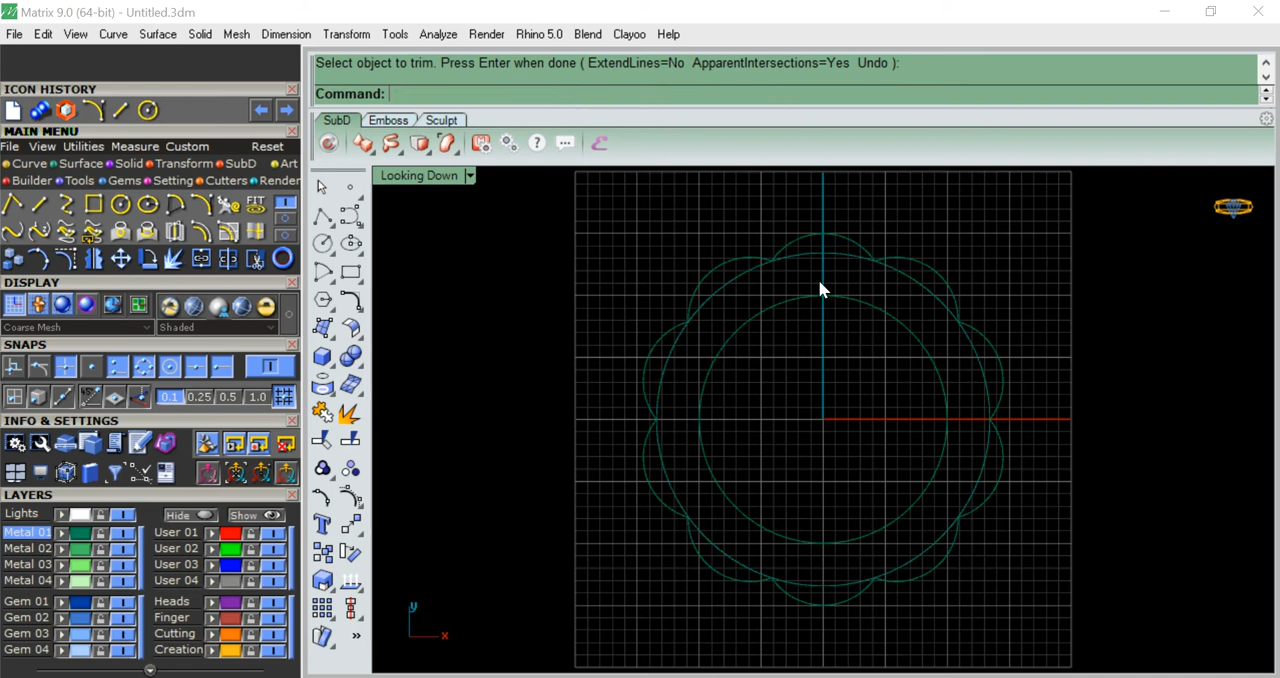 Matrix 9.0 (64-bit) - Untitled.3dm
File Edit View Curve Surface Solid Mesh Dimension Transform Tools Analyze Render Rhino 5.0 Blend Clayoo Help
Select object to trim. Press Enter when done ( ExtendLines=No ApparentIntersections=Yes Undo ):
Command:
ICON HISTORY
MAIN MENU
File View Utilities Measure Custom Reset
Curve Surface Solid Transform SubD Art
Builder Tools Gems Setting Cutters Render
FIT
SubD Emboss Sculpt
Looking Down
DISPLAY
Coarse Mesh Shaded
SNAPS
0.1 0.25 0.5 1.0
INFO & SETTINGS
LAYERS
Lights Hide Show
Metal 01 User 01
Metal 02 User 02
Metal 03 User 03
Metal 04 User 04
Gem 01 Heads
Gem 02 Finger
Gem 03 Cutting
Gem 04 Creation
y
x